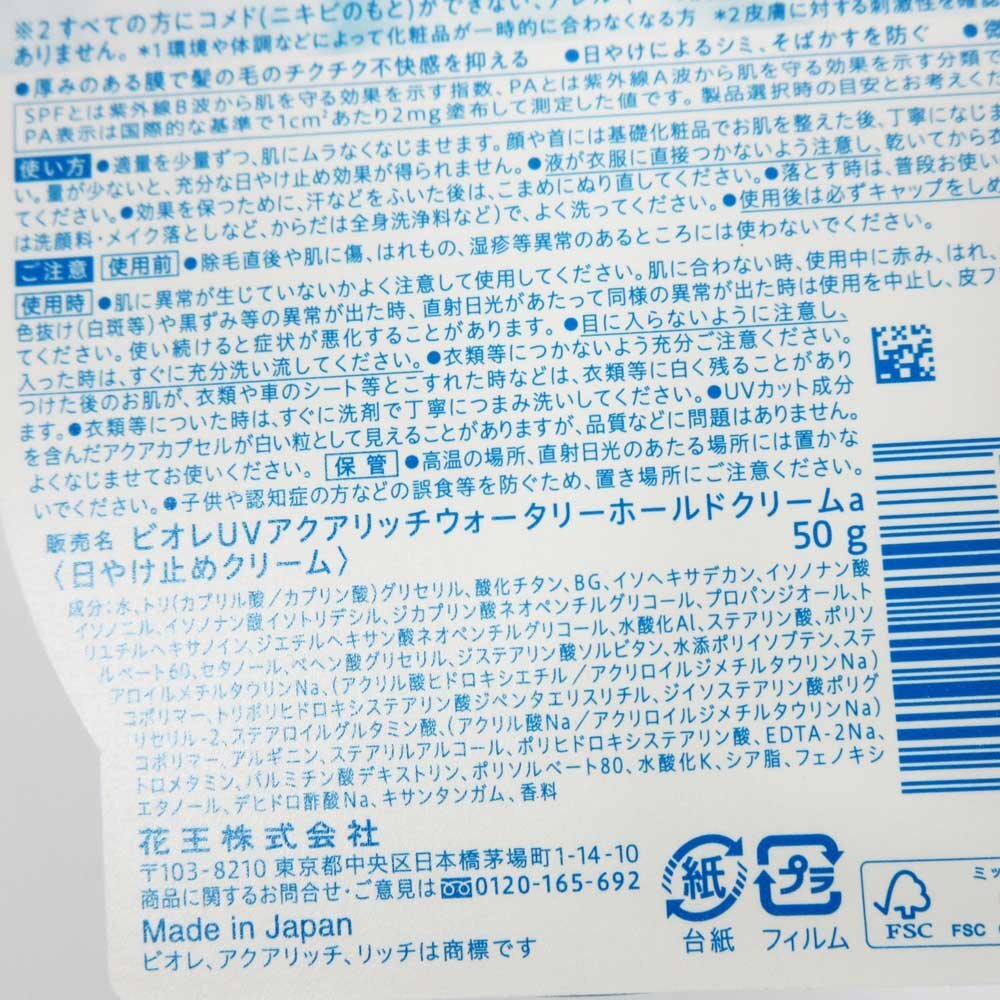 ※2 すべての方にコメド(ニキビのもと)ができない、アレルギー
ありません。*1 環境や体調などによって化粧品が一時的に合わなくなる方 *2 皮膚に対する刺激性を確認
●厚みのある膜で髪の毛のチクチク不快感を抑える ●日やけによるシミ、そばかすを防ぐ ●
SPFとは紫外線B波から肌を守る効果を示す指数、PAとは紫外線A波から肌を守る効果を示す分類で
PA表示は国際的な基準で1cm²あたり2mg塗布して測定した値です。製品選択時の目安とお考えくだ
使い方 ●適量を少量ずつ、肌にムラなくなじませます。顔や首には基礎化粧品でお肌を整えた後、丁寧になじま
い。量が少ないと、充分な日やけ止め効果が得られません。●液が衣服に直接つかないよう注意し、乾いてから衣
てください。●効果を保つために、汗などをふいた後は、こまめにぬり直してください。●落とす時は、普段お使い
は洗顔料・メイク落としなど、からだは全身洗浄料など)で、よく洗ってください。●使用後は必ずキャップをしめ
ご注意 使用前 ●除毛直後や肌に傷、はれもの、湿疹等異常のあるところには使わないでください。
使用時 ●肌に異常が生じていないかよく注意して使用してください。肌に合わない時、使用中に赤み、はれ、
色抜け(白斑等)や黒ずみ等の異常が出た時、直射日光があたって同様の異常が出た時は使用を中止し、皮フ
てください。使い続けると症状が悪化することがあります。●目に入らないように注意し、
入った時は、すぐに充分洗い流してください。●衣類等につかないよう充分ご注意ください。
つけた後のお肌が、衣類や車のシート等とこすれた時などは、衣類等に白く残ることがあり
ます。●衣類等についた時は、すぐに洗剤で丁寧につまみ洗いしてください。●UVカット成分
を含んだアクアカプセルが白い粒として見えることがありますが、品質などに問題はありません。
よくなじませてお使いください。 保管 ●高温の場所、直射日光のあたる場所には置かな
いでください。●子供や認知症の方などの誤食等を防ぐため、置き場所にご注意ください。
販売名 ビオレUVアクアリッチウォータリーホールドクリームa
〈日やけ止めクリーム〉 50g
成分:水、トリ(カプリル酸/カプリン酸)グリセリル、酸化チタン、BG、イソヘキサデカン、イソノナン酸
イソノニル、イソノナン酸イソトリデシル、ジカプリン酸ネオペンチルグリコール、プロパンジオール、ト
リエチルヘキサノイン、ジエチルヘキサン酸ネオペンチルグリコール、水酸化Al、ステアリン酸、ポリソ
ルベート60、セタノール、ベヘン酸グリセリル、ジステアリン酸ソルビタン、水添ポリイソブテン、ステ
アロイルメチルタウリンNa、(アクリル酸ヒドロキシエチル/アクリロイルジメチルタウリンNa)
コポリマー、トリポリヒドロキシステアリン酸ジペンタエリスリチル、ジイソステアリン酸ポリグ
リセリル-2、ステアロイルグルタミン酸、(アクリル酸Na/アクリロイルジメチルタウリンNa)
コポリマー、アルギニン、ステアリルアルコール、ポリヒドロキシステアリン酸、EDTA-2Na、
トロメタミン、パルミチン酸デキストリン、ポリソルベート80、水酸化K、シア脂、フェノキシ
エタノール、デヒドロ酢酸Na、キサンタンガム、香料
花王株式会社
〒103-8210 東京都中央区日本橋茅場町1-14-10
商品に関するお問合せ・ご意見は 0120-165-692
Made in Japan
ビオレ、アクアリッチ、リッチは商標です
紙
台紙
プラ
フィルム
FSC
ミッ
FSC